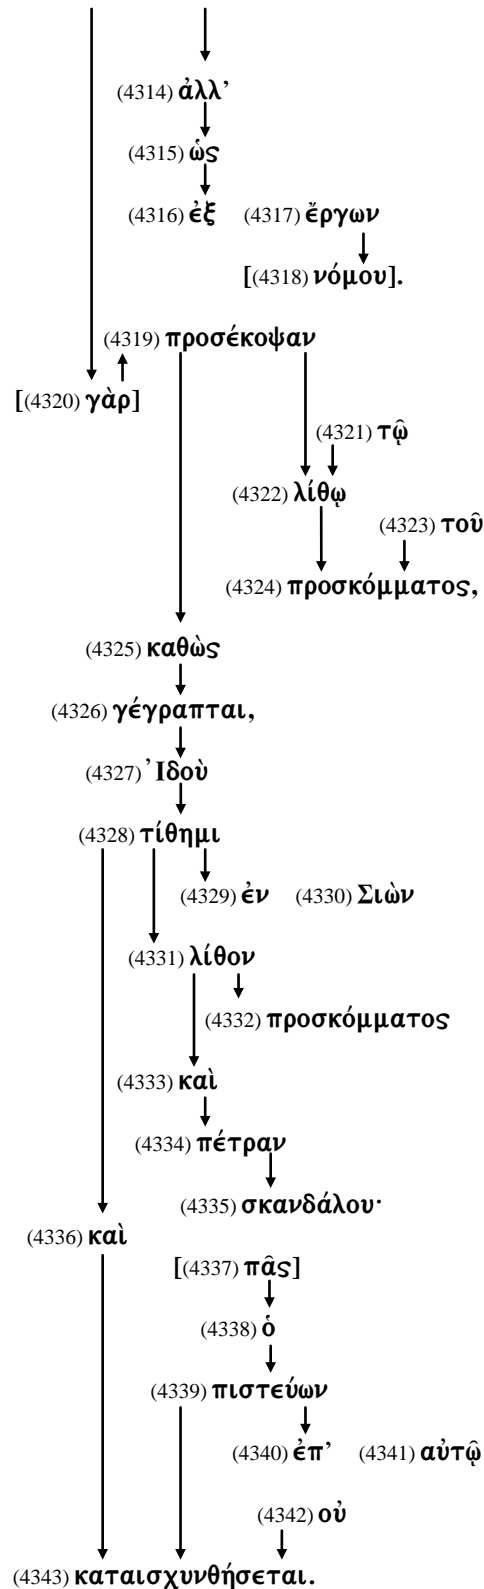 (4314) ἀλλ’
(4315) ὡς
(4316) ἐξ (4317) ἔργων
[(4318) νόμου].
(4319) προσέκοψαν
[(4320) γὰρ]
(4321) τῷ
(4322) λίθῳ
(4323) τοῦ
(4324) προσκόμματος,
(4325) καθὼς
(4326) γέγραπται,
(4327) ’Ιδοὺ
(4328) τίθημι
(4329) ἐν (4330) Σιὼν
(4331) λίθον
(4332) προσκόμματος
(4333) καὶ
(4334) πέτραν
(4335) σκανδάλου·
(4336) καὶ
[(4337) πᾶς]
(4338) ὁ
(4339) πιστεύων
(4340) ἐπ’ (4341) αὐτῷ
(4342) οὐ
(4343) καταισχυνθήσεται.